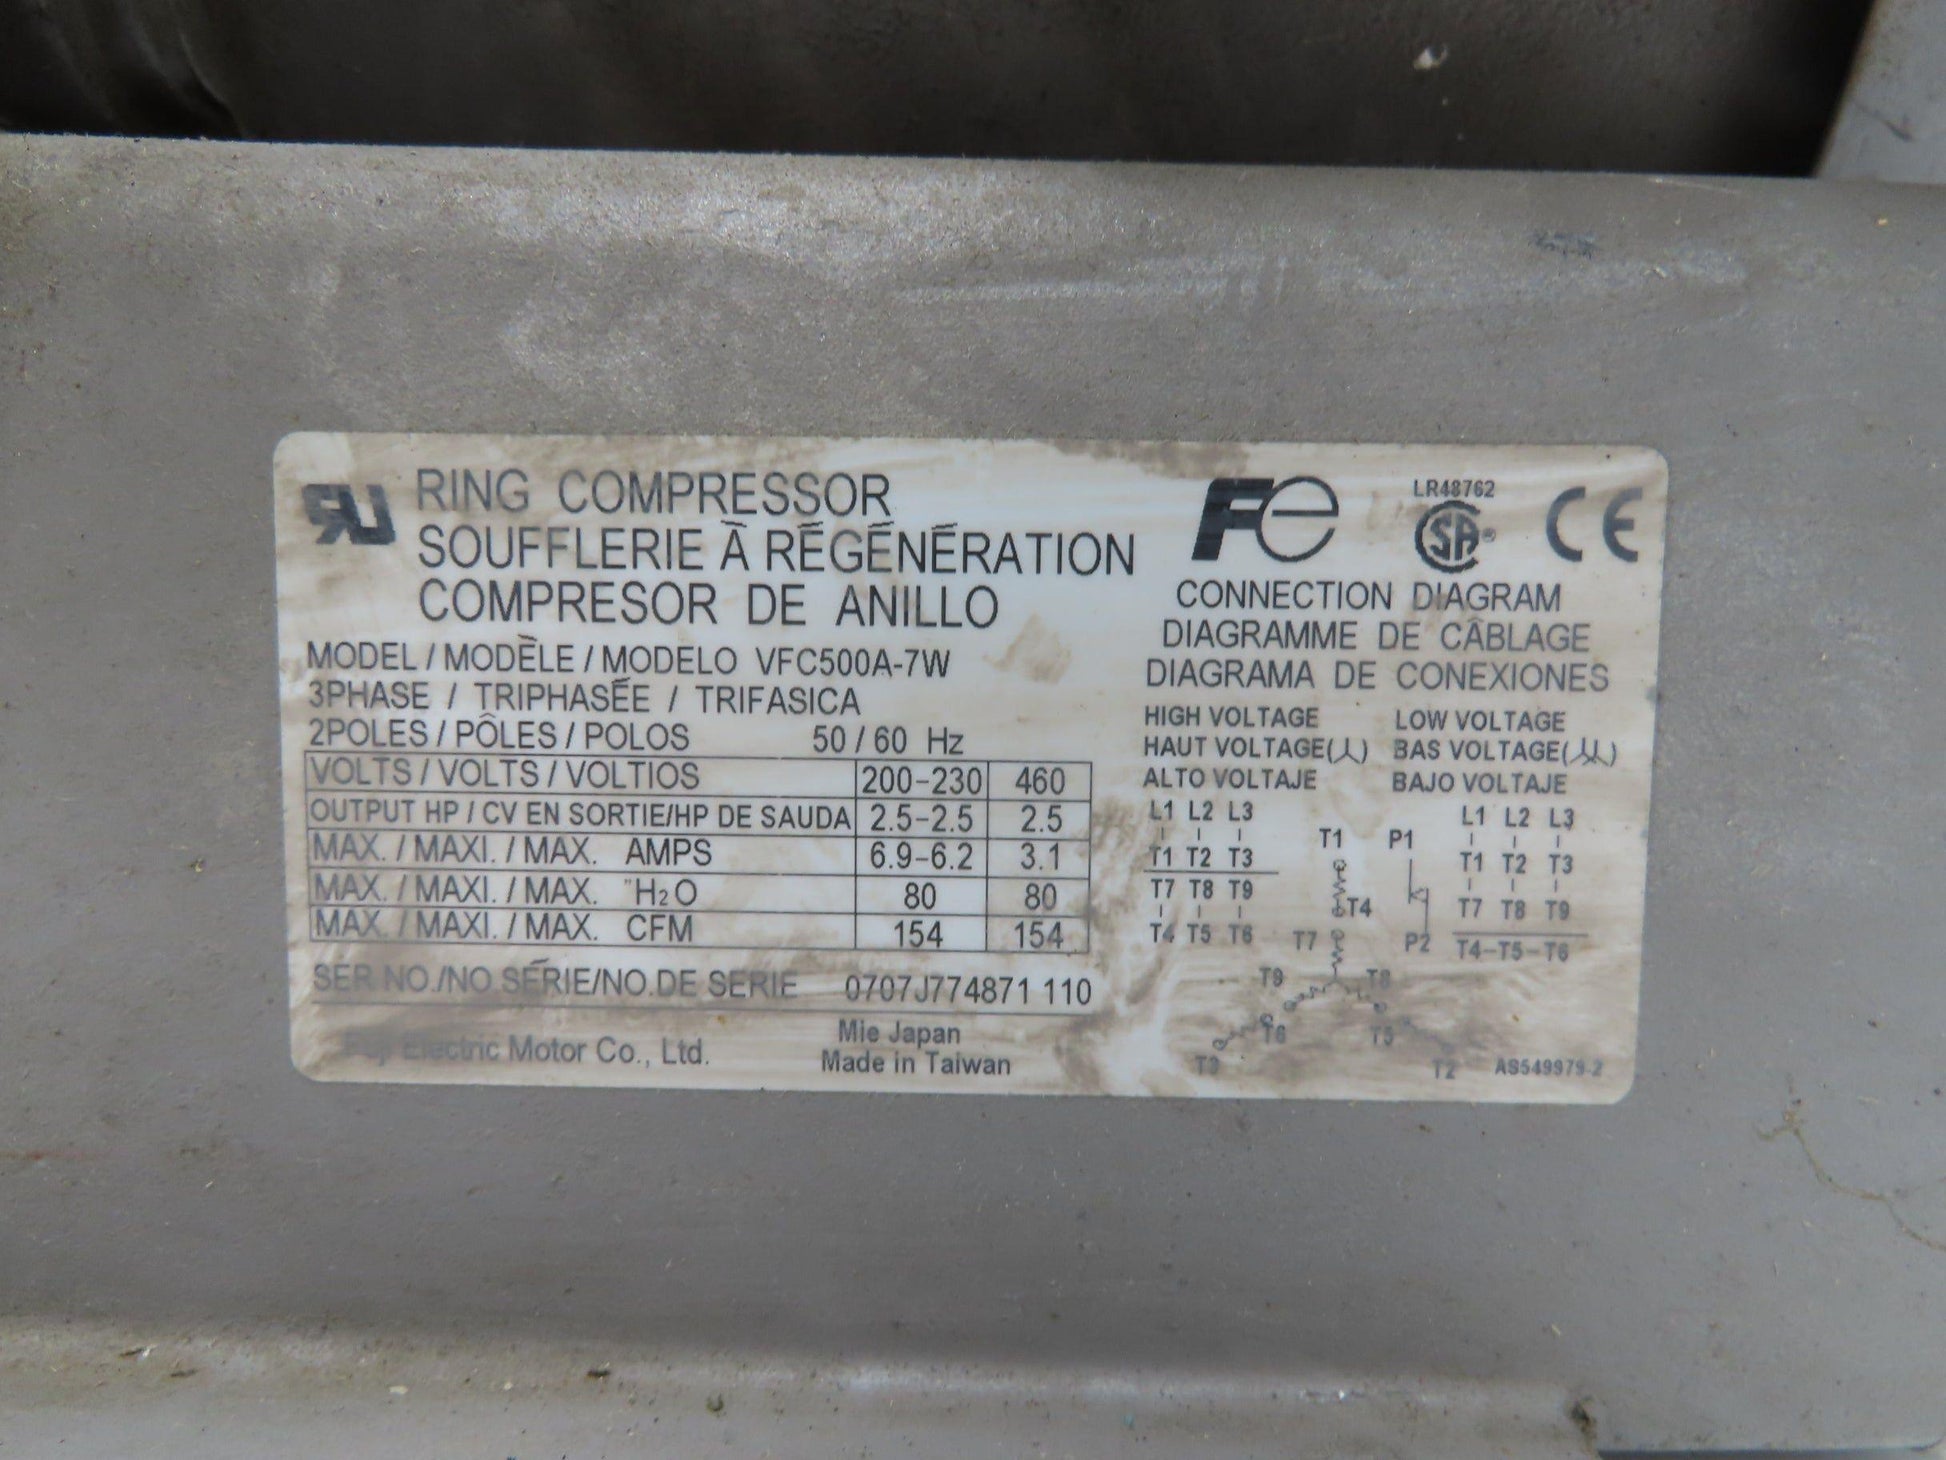 RU RING COMPRESSOR
SOUFFLERIE À RÉGÉNÉRATION
COMPRESOR DE ANILLO
MODEL / MODÈLE / MODELO VFC500A-7W
3PHASE / TRIPHASÉE / TRIFASICA
2POLES / PÔLES / POLOS 50 / 60 Hz
VOLTS / VOLTS / VOLTIOS 200-230 460
OUTPUT HP / CV EN SORTIE/HP DE SAUDA 2.5-2.5 2.5
MAX. / MAXI. / MAX. AMPS 6.9-6.2 3.1
MAX. / MAXI. / MAX. "H2O 80 80
MAX. / MAXI. / MAX. CFM 154 154
SER NO./NO.SÉRIE/NO.DE SERIE 0707J774871 110
Fuji Electric Motor Co., Ltd.
Mie Japan
Made in Taiwan
Fe LR48762 SA® CE
CONNECTION DIAGRAM
DIAGRAMME DE CÂBLAGE
DIAGRAMA DE CONEXIONES
HIGH VOLTAGE
HAUT VOLTAGE(⅄)
ALTO VOLTAJE
L1 L2 L3
T1 T2 T3
T7 T8 T9
T4 T5 T6
LOW VOLTAGE
BAS VOLTAGE(⅄⅄)
BAJO VOLTAJE
L1 L2 L3
T1 T2 T3
T7 T8 T9
T4-T5-T6
T1 P1
T4
T7 P2
T9 T8
T6 T5
T3 T2
AS549979-2